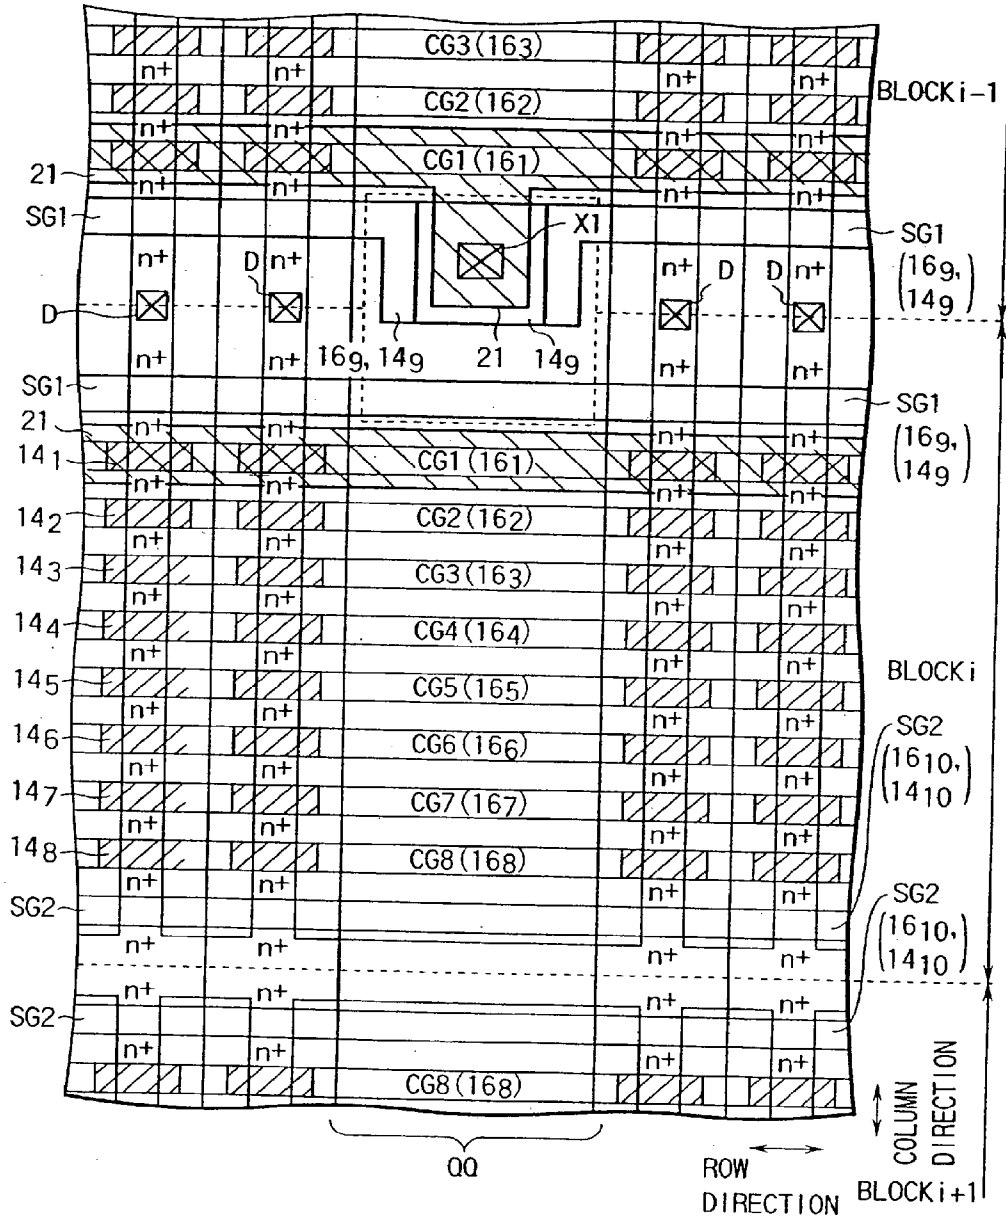 CG3(163)
n+ n+ n+ n+
BLOCKi-1
CG2(162)
n+ n+ n+ n+
CG1(161)
21
n+ n+ n+ n+
X1
SG1
SG1
(169, 149)
n+ D n+ n+ D D n+
D
n+ n+ 169, 149 21 149 n+ n+
SG1
SG1
(169, 149)
n+ n+ n+ n+
21
141
CG1(161)
n+ n+ n+ n+
142
CG2(162)
n+ n+ n+ n+
143
CG3(163)
n+ n+ n+ n+
144
CG4(164)
n+ n+ n+ n+
BLOCKi
145
CG5(165)
n+ n+ n+ n+
SG2
(1610, 1410)
146
CG6(166)
n+ n+ n+ n+
147
CG7(167)
n+ n+ n+ n+
148
CG8(168)
n+ n+ n+ n+
SG2
SG2
(1610, 1410)
n+ n+ n+ n+
n+ n+ n+ n+
SG2
n+ n+ n+ n+
CG8(168)
COLUMN
DIRECTION
QQ
ROW
DIRECTION
BLOCKi+1